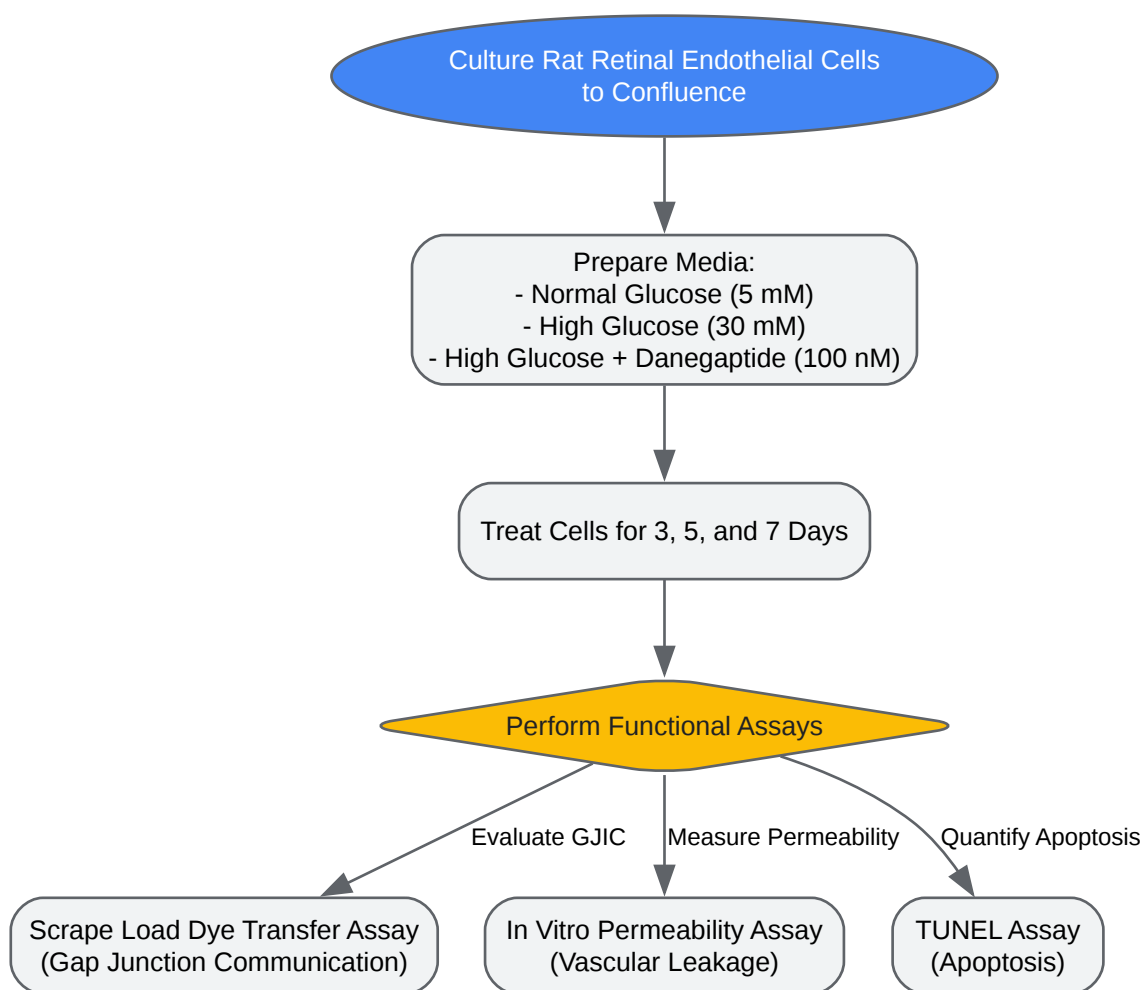 Culture Rat Retinal Endothelial Cells
to Confluence
Prepare Media:
- Normal Glucose (5 mM)
- High Glucose (30 mM)
- High Glucose + Danegaptide (100 nM)
Treat Cells for 3, 5, and 7 Days
Perform Functional Assays
Evaluate GJIC
Measure Permeability
Quantify Apoptosis
Scrape Load Dye Transfer Assay
(Gap Junction Communication)
In Vitro Permeability Assay
(Vascular Leakage)
TUNEL Assay
(Apoptosis)